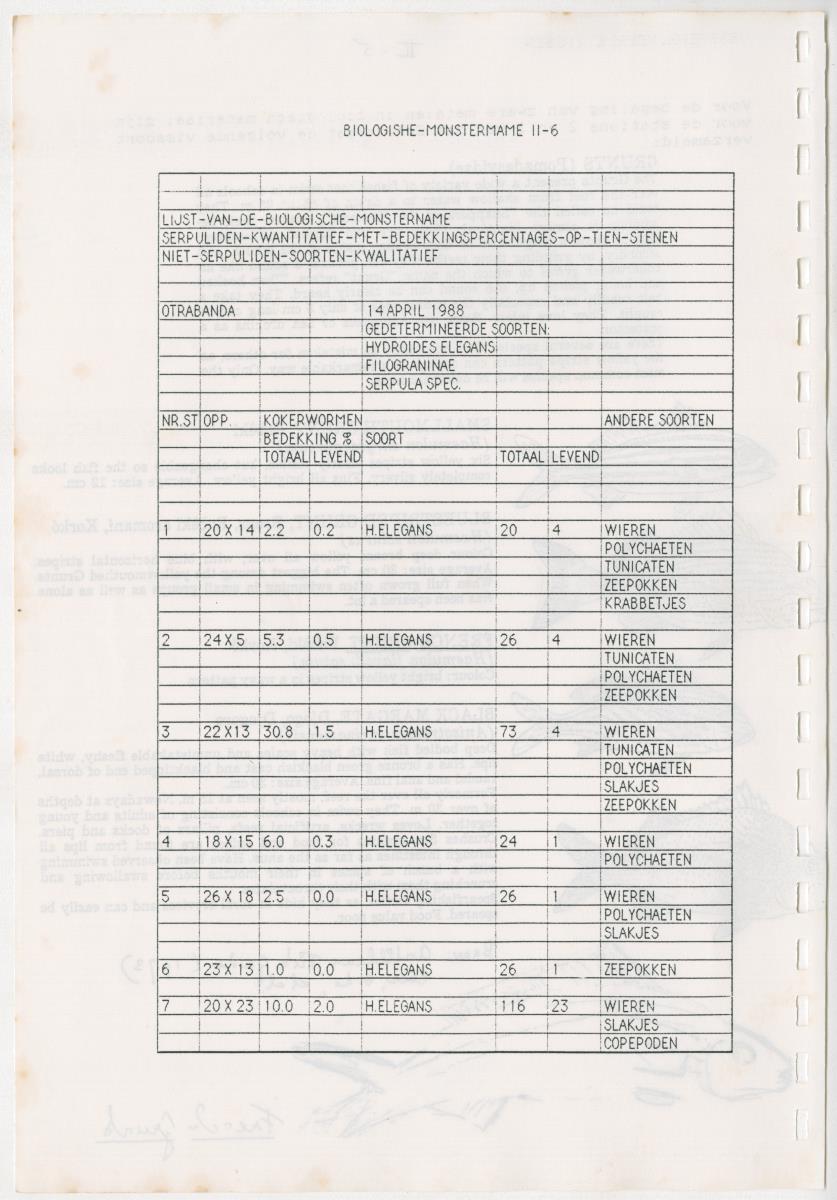 BIOLOGISHE-MONSTERMAME II-6
LIJST-VAN-DE-BIOLOGISCHE-MONSTERNAME
SERPULIDEN-KWANTITATIEF-MET-BEDEKKINGSPERCENTAGES-OP-TIEN-STENEN
NIET-SERPULIDEN-SOORTEN-KWALITATIEF
OTRABANDA 14 APRIL 1988
GEDETERMINEERDE SOORTEN:
HYDROIDES ELEGANS
FILOGRANINAE
SERPULA SPEC.
NR.ST OPP. KOKERWORMEN ANDERE SOORTEN
BEDEKKING % SOORT
TOTAAL LEVEND TOTAAL LEVEND
1 20 X 14 2.2 0.2 H.ELEGANS 20 4 WIEREN
POLYCHAETEN
TUNICATEN
ZEEPOKKEN
KRABBETJES
2 24 X 5 5.3 0.5 H.ELEGANS 26 4 WIEREN
TUNICATEN
POLYCHAETEN
ZEEPOKKEN
3 22 X 13 30.8 1.5 H.ELEGANS 73 4 WIEREN
TUNICATEN
POLYCHAETEN
SLAKJES
ZEEPOKKEN
4 18 X 15 6.0 0.3 H.ELEGANS 24 1 WIEREN
POLYCHAETEN
5 26 X 18 2.5 0.0 H.ELEGANS 26 1 WIEREN
POLYCHAETEN
SLAKJES
6 23 X 13 1.0 0.0 H.ELEGANS 26 1 ZEEPOKKEN
7 20 X 23 10.0 2.0 H.ELEGANS 116 23 WIEREN
SLAKJES
COPEPODEN